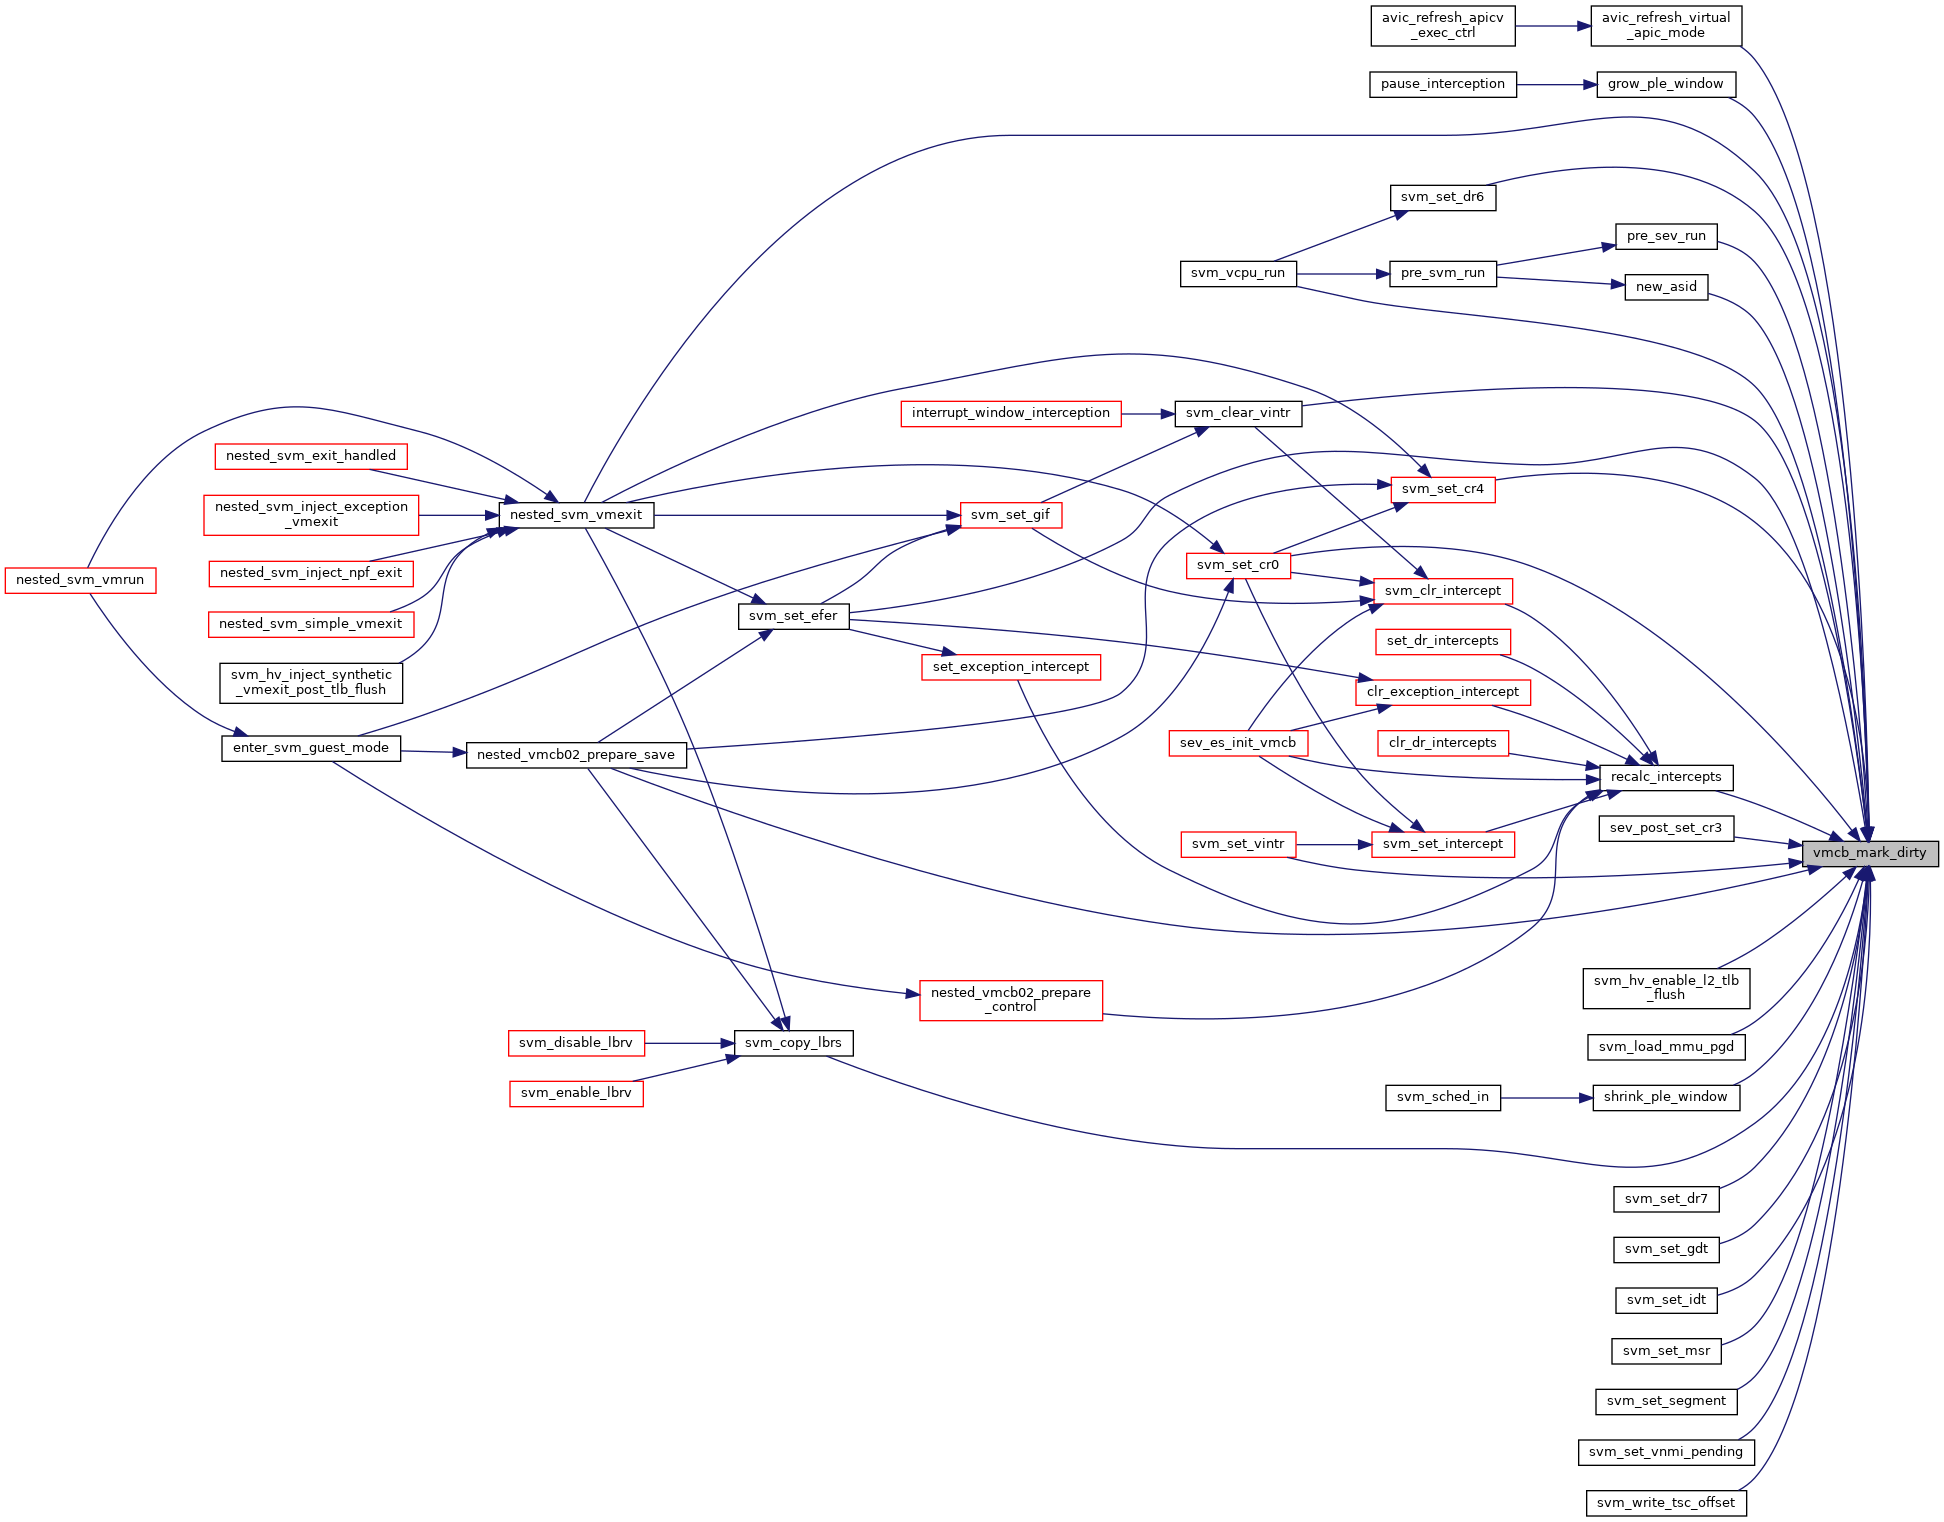 avic_refresh_apicv
_exec_ctrl
avic_refresh_virtual
_apic_mode
pause_interception
grow_ple_window
svm_set_dr6
pre_sev_run
svm_vcpu_run
pre_svm_run
new_asid
interrupt_window_interception
svm_clear_vintr
nested_svm_exit_handled
svm_set_cr4
nested_svm_inject_exception
_vmexit
nested_svm_vmexit
svm_set_gif
svm_set_cr0
nested_svm_vmrun
nested_svm_inject_npf_exit
svm_clr_intercept
nested_svm_simple_vmexit
svm_set_efer
set_dr_intercepts
svm_hv_inject_synthetic
_vmexit_post_tlb_flush
set_exception_intercept
clr_exception_intercept
enter_svm_guest_mode
nested_vmcb02_prepare_save
sev_es_init_vmcb
clr_dr_intercepts
recalc_intercepts
sev_post_set_cr3
svm_set_vintr
svm_set_intercept
vmcb_mark_dirty
nested_vmcb02_prepare
_control
svm_hv_enable_l2_tlb
_flush
svm_disable_lbrv
svm_copy_lbrs
svm_load_mmu_pgd
svm_enable_lbrv
svm_sched_in
shrink_ple_window
svm_set_dr7
svm_set_gdt
svm_set_idt
svm_set_msr
svm_set_segment
svm_set_vnmi_pending
svm_write_tsc_offset